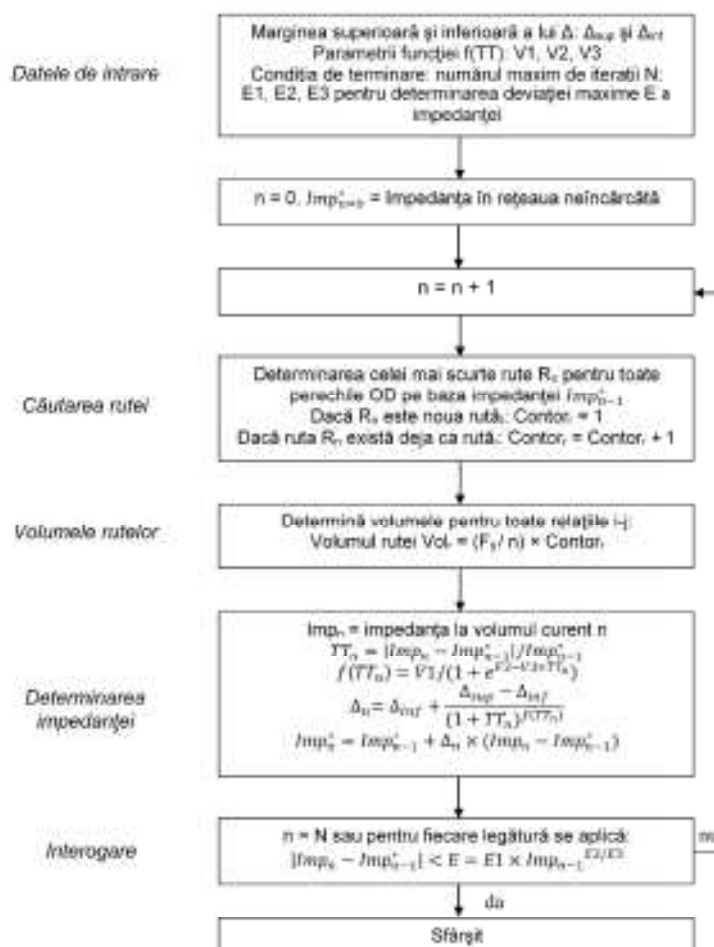 Datele de intrare
Marginea superioară și inferioară a lui Δ: Δsup și Δinf
Parametrii funcției f(TT): V1, V2, V3
Condiția de terminare: numărul maxim de iterații N:
E1, E2, E3 pentru determinarea deviației maxime E a
impedanței
n = 0, Imp*n=0 = Impedanța în rețeaua neîncărcată
n = n + 1
Căutarea rutei
Determinarea celei mai scurte rute Rn pentru toate
perechile OD pe baza impedanței Imp*n−1
Dacă Rn este noua rută: Contorr = 1
Dacă ruta Rn există deja ca rută: Contorr = Contorr + 1
Volumele rutelor
Determină volumele pentru toate relațiile i-j:
Volumul rutei Volr = (Fij / n) × Contorr
Determinarea
impedanței
Impn = impedanța la volumul curent n
TTn = |Impn − Imp*n−1|/Imp*n−1
f(TTn) = V1/(1 + e^(V2−V3×TTn))
Δn = Δinf + (Δsup − Δinf)/(1 + TTn)^f(TTn)
Imp*n = Imp*n−1 + Δn × (Impn − Imp*n−1)
Interogare
n = N sau pentru fiecare legătură se aplică:
|Impn − Imp*n−1| < E = E1 × Impn−1^E2/E3
nu
da
Sfârșit